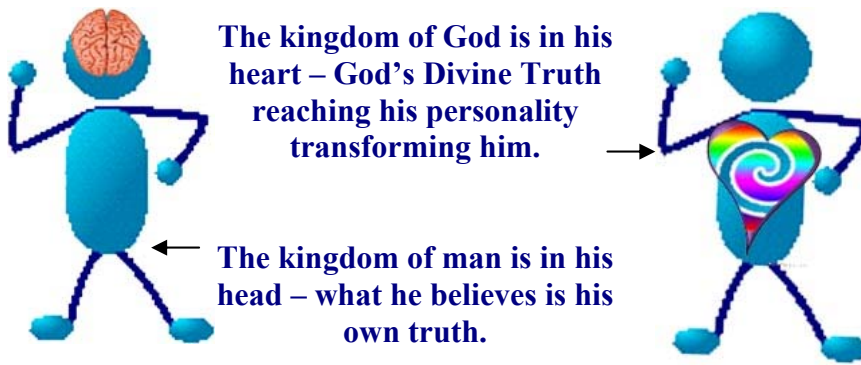 The kingdom of God is in his
heart – God’s Divine Truth
reaching his personality
transforming him.
The kingdom of man is in his
head – what he believes is his
own truth.